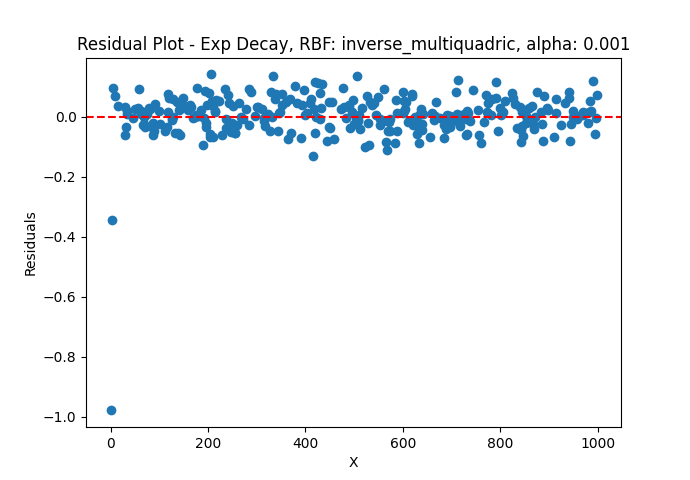 Residual Plot - Exp Decay, RBF: inverse_multiquadric, alpha: 0.001
Residuals
0.0
−0.2
−0.4
−0.6
−0.8
−1.0
0 200 400 600 800 1000
X